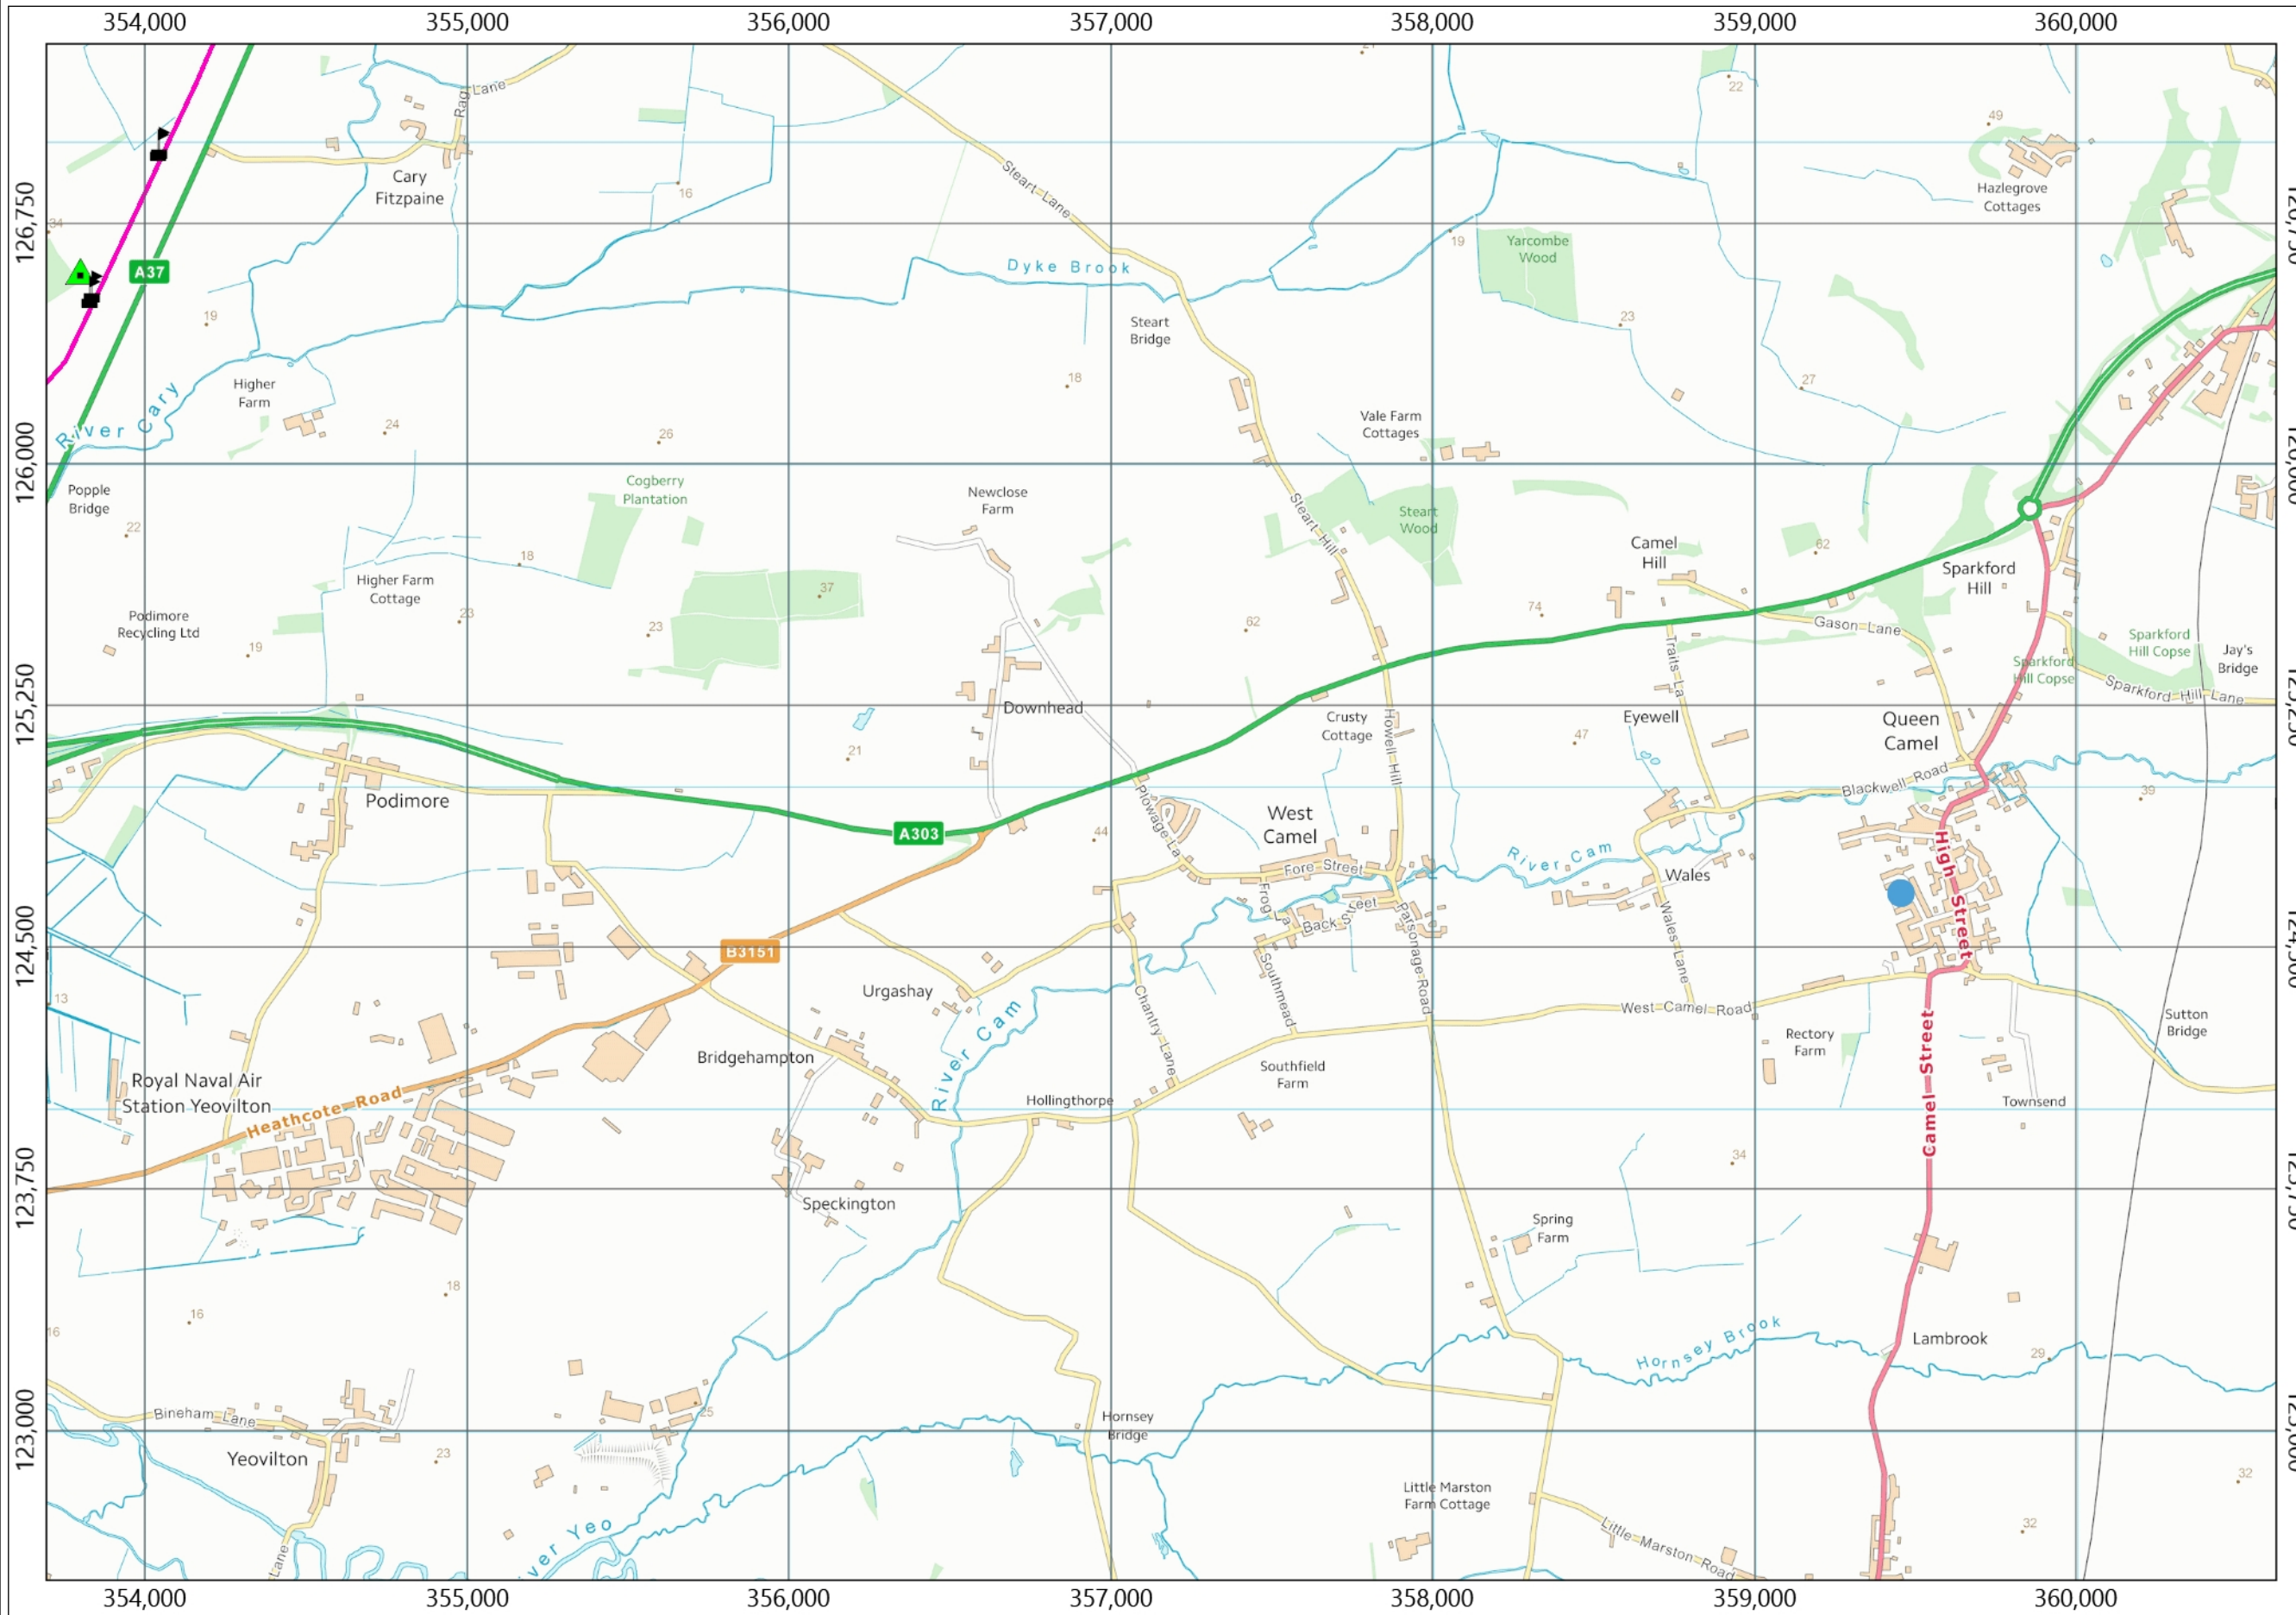 354,000 355,000 356,000 357,000 358,000 359,000 360,000
Rag Lane
22
49
Cary
Fitzpaine
16
Steart Lane
Hazlegrove
Cottages
126,750
34
19
Yarcombe
Wood
A37
Dyke Brook
19
Steart
Bridge
23
River Cary
Higher
Farm
18
27
24
26
Vale Farm
Cottages
126,000
Popple
Bridge
Cogberry
Plantation
Newclose
Farm
22
Steart Hill
Steart
Wood
18
Camel
Hill
62
Sparkford
Hill
Higher Farm
Cottage
37
74
Podimore
Recycling Ltd
23
23
62
19
Gason Lane
Traits La
Sparkford
Hill Copse
Sparkford
Hill Copse
Jay's
Bridge
Sparkford Hill Lane
125,250
Downhead
Howell Hill
Crusty
Cottage
Eyewell
Queen
Camel
21
47
Podimore
Blackwell Road
39
A303
Plowage La
44
West
Camel
High Street
Fore Street
River Cam
Wales
Frog La
Back Street
Parsonage Road
Wales Lane
124,500
B3151
Urgashay
Southmead
13
Chantry Lane
West Camel Road
Rectory
Farm
Sutton
Bridge
River Cam
Bridgehampton
Southfield
Farm
Camel Street
Royal Naval Air
Station Yeovilton
Heathcote Road
Hollingthorpe
Townsend
34
123,750
Speckington
Spring
Farm
18
16
16
Hornsey Brook
Lambrook
29
Bineham Lane
25
Hornsey
Bridge
123,000
Yeovilton
23
Little Marston
Farm Cottage
32
32
Lane
ver Yeo
Little Marston Road
354,000 355,000 356,000 357,000 358,000 359,000 360,000